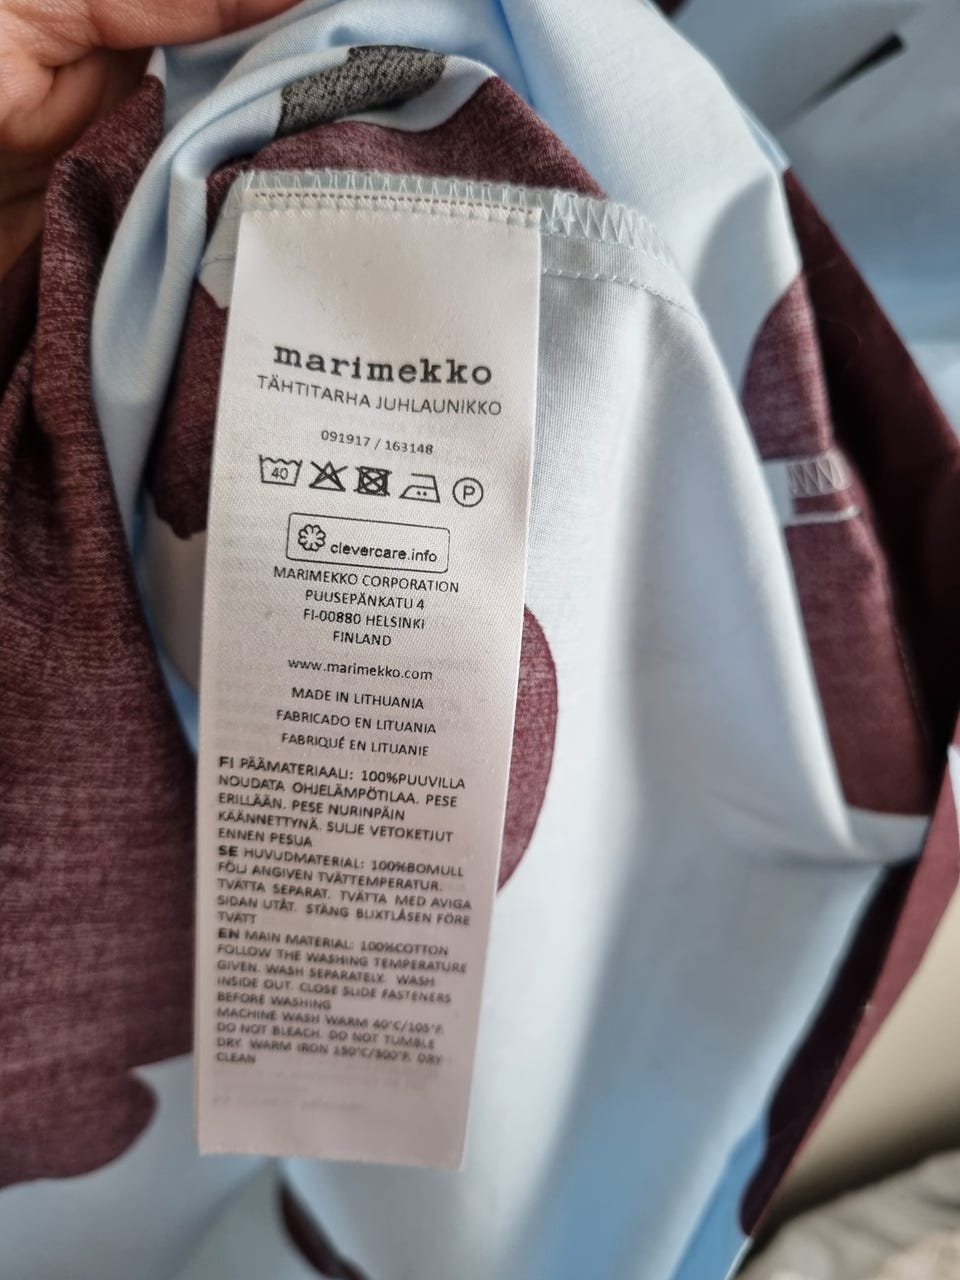 marimekko
TÄHTITARHA JUHLAUNIKKO
091917 / 163148
40 P
clevercare.info
MARIMEKKO CORPORATION
PUUSEPÄNKATU 4
FI-00880 HELSINKI
FINLAND
www.marimekko.com
MADE IN LITHUANIA
FABRICADO EN LITUANIA
FABRIQUÉ EN LITUANIE
FI PÄÄMATERIAALI: 100%PUUVILLA
NOUDATA OHJELÄMPÖTILAA. PESE
ERILLÄÄN. PESE NURINPÄIN
KÄÄNNETTYNÄ. SULJE VETOKETJUT
ENNEN PESUA
SE HUVUDMATERIAL: 100%BOMULL
FÖLJ ANGIVEN TVÄTTEMPERATUR.
TVÄTTA SEPARAT. TVÄTTA MED AVIGA
SIDAN UTÅT. STÄNG BLIXTLÅSEN FÖRE
TVÄTT
EN MAIN MATERIAL: 100%COTTON
FOLLOW THE WASHING TEMPERATURE
GIVEN. WASH SEPARATELY. WASH
INSIDE OUT. CLOSE SLIDE FASTENERS
BEFORE WASHING
MACHINE WASH WARM 40°C/105°F.
DO NOT BLEACH. DO NOT TUMBLE
DRY. WARM IRON 150°C/300°F. DRY
CLEAN